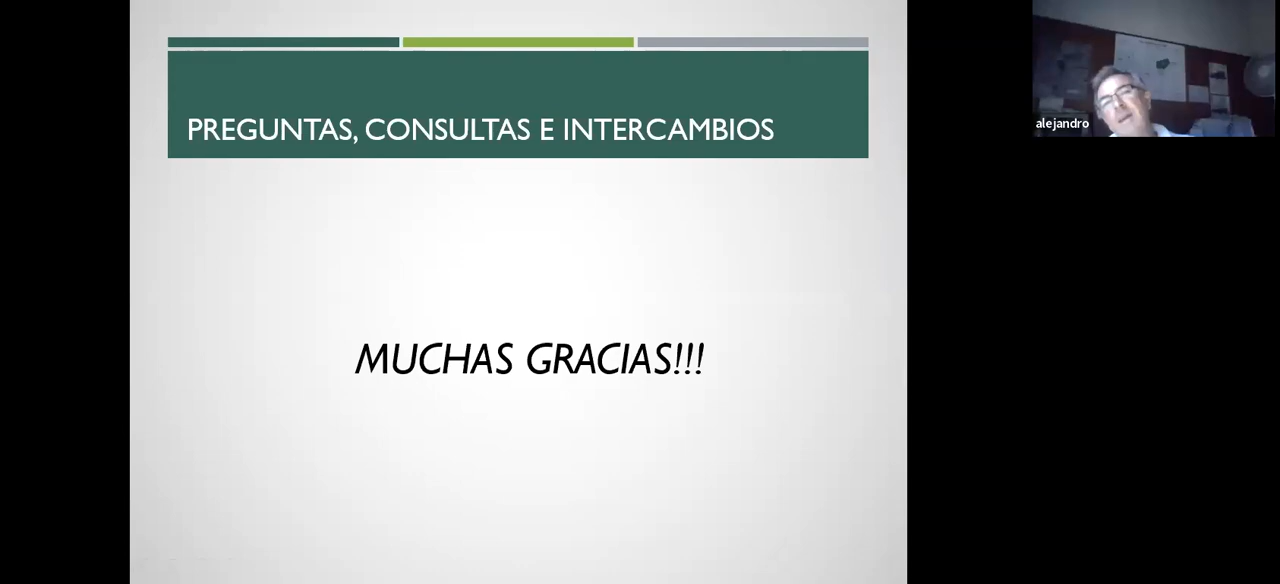 PREGUNTAS, CONSULTAS E INTERCAMBIOS
alejandro
MUCHAS GRACIAS!!!